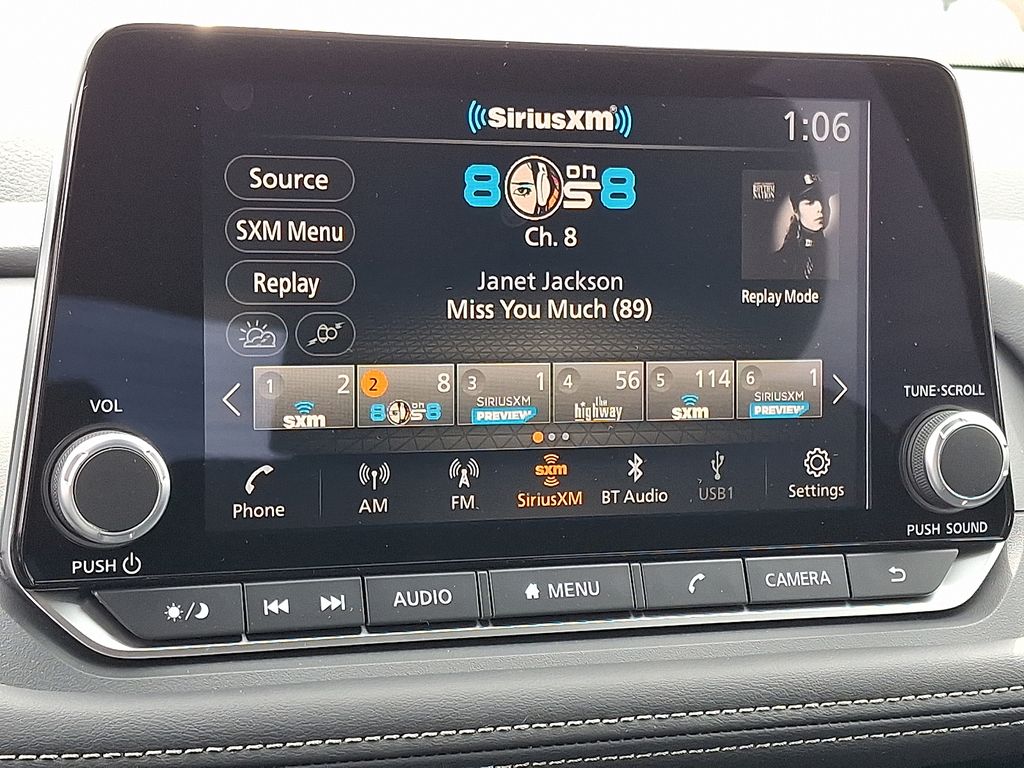 SiriusXM
1:06
Source
SXM Menu
Replay
80s on 8
Ch. 8
Janet Jackson
Miss You Much (89)
RHYTHM
NATION
Replay Mode
1 2
sxm
2 8
80s on 8
3 1
SIRIUSXM
PREVIEW
4 56
the
highway
5 114
sxm
6 1
SIRIUSXM
PREVIEW
Phone
AM
FM
sxm
SiriusXM
BT Audio
USB1
Settings
VOL
PUSH
TUNE·SCROLL
PUSH SOUND
AUDIO
MENU
CAMERA